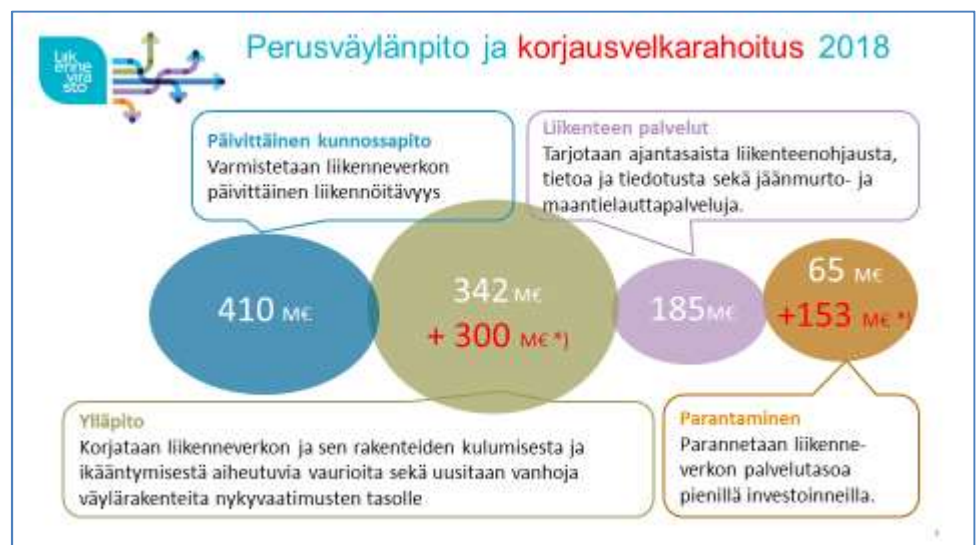 Liik
enne
vira
sto
Perusväylänpito ja korjausvelkarahoitus 2018
Päivittäinen kunnossapito
Varmistetaan liikenneverkon
päivittäinen liikennöitävyys
Liikenteen palvelut
Tarjotaan ajantasaista liikenteenohjausta,
tietoa ja tiedotusta sekä jäänmurto- ja
maantielauttapalveluja.
410 M€
342 M€
+ 300 M€ *)
185M€
65 M€
+153 M€ *)
Ylläpito
Korjataan liikenneverkon ja sen rakenteiden kulumisesta ja
ikääntymisestä aiheutuvia vaurioita sekä uusitaan vanhoja
väylärakenteita nykyvaatimusten tasolle
Parantaminen
Parannetaan liikenne-
verkon palvelutasoa
pienillä investoinneilla.